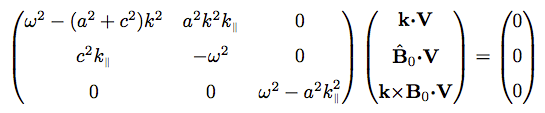 ω² − (a² + c²)k² a²k²k∥ 0 k·V 0
c²k∥ −ω² 0 B̂₀·V = 0
0 0 ω² − a²k∥² k×B₀·V 0